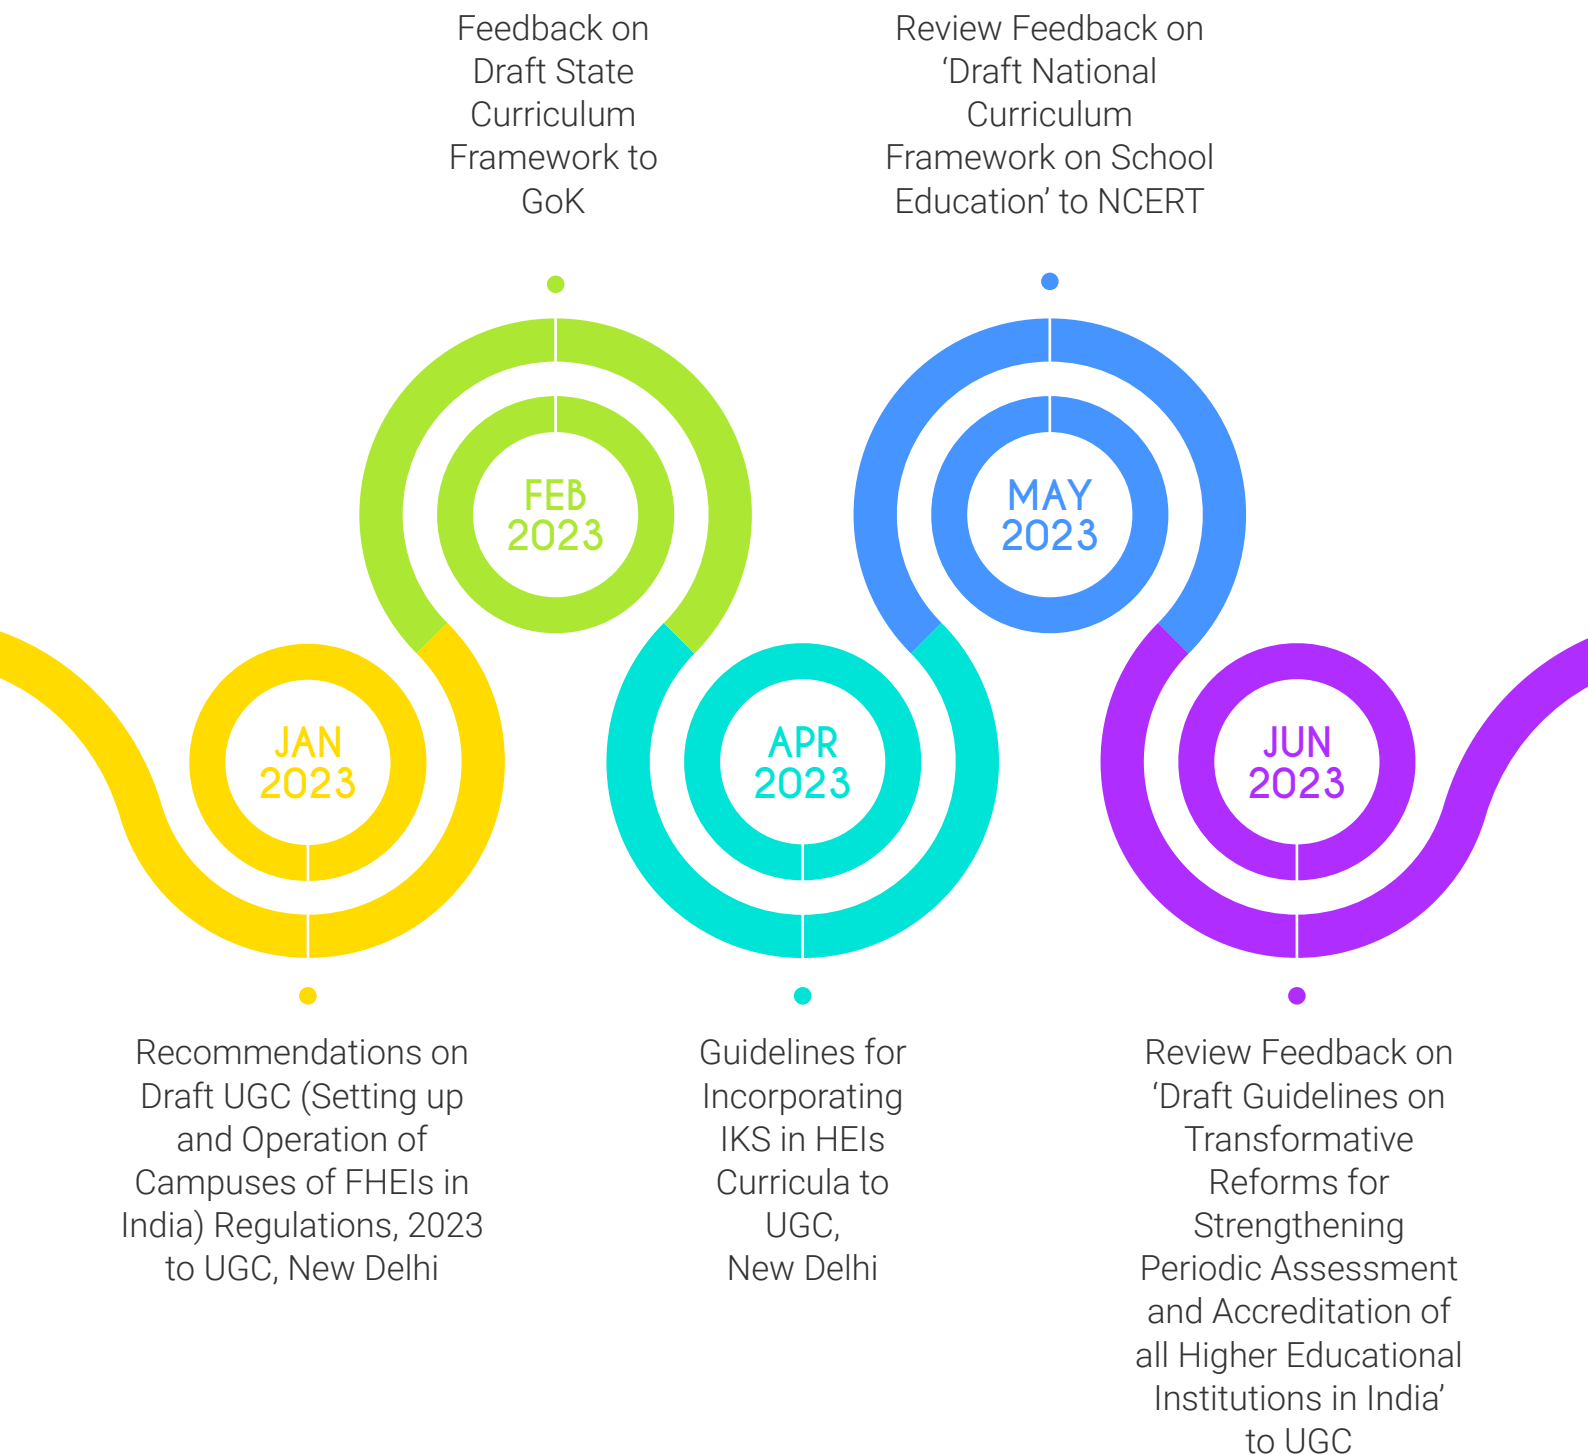 Feedback on
Draft State
Curriculum
Framework to
GoK
Review Feedback on
‘Draft National
Curriculum
Framework on School
Education’ to NCERT
FEB
2023
MAY
2023
JAN
2023
APR
2023
JUN
2023
Recommendations on
Draft UGC (Setting up
and Operation of
Campuses of FHEIs in
India) Regulations, 2023
to UGC, New Delhi
Guidelines for
Incorporating
IKS in HEIs
Curricula to
UGC,
New Delhi
Review Feedback on
‘Draft Guidelines on
Transformative
Reforms for
Strengthening
Periodic Assessment
and Accreditation of
all Higher Educational
Institutions in India’
to UGC